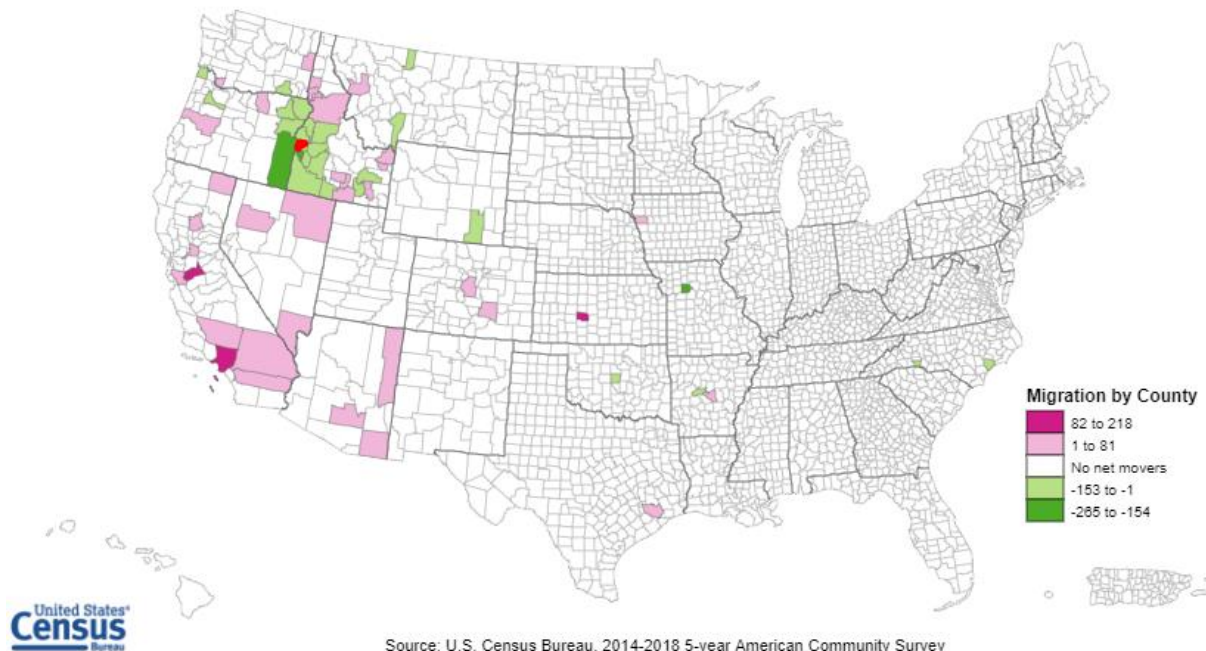 Migration by County
82 to 218
1 to 81
No net movers
-153 to -1
-265 to -154
United States®
Census
Bureau
Source: U.S. Census Bureau, 2014-2018 5-year American Community Survey